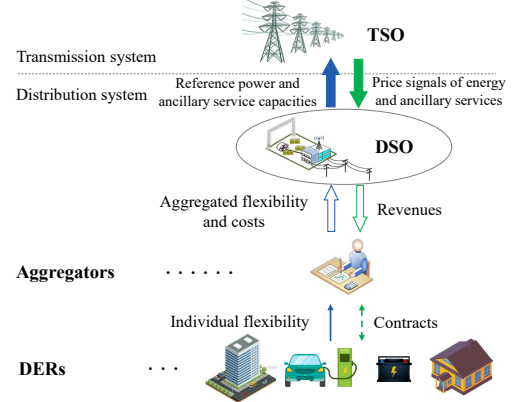 TSO
Transmission system
Distribution system
Reference power and
ancillary service capacities
Price signals of energy
and ancillary services
DSO
Aggregated flexibility
and costs
Revenues
Aggregators
. . . . . .
Individual flexibility
Contracts
DERs
. . .